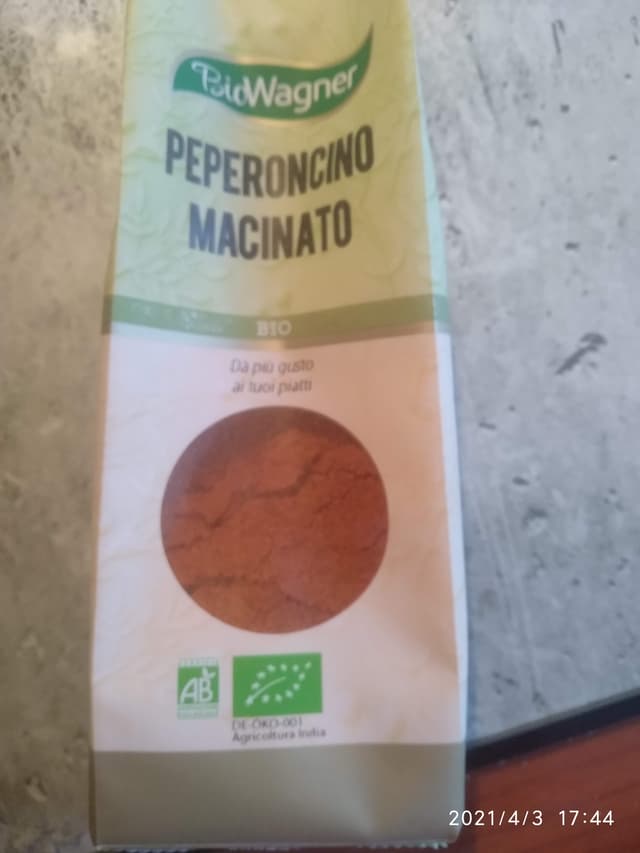 BioWagner
PEPERONCINO
MACINATO
BIO
Dà più gusto
ai tuoi piatti
AB
DE-ÖKO-001
Agricoltura India
2021/4/3 17:44